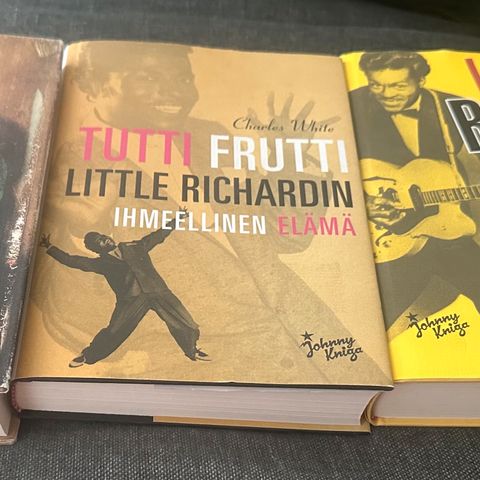 Charles White
TUTTI FRUTTI
LITTLE RICHARDIN
IHMEELLINEN ELÄMÄ
Johnny
Kniga
Johnny
Kniga